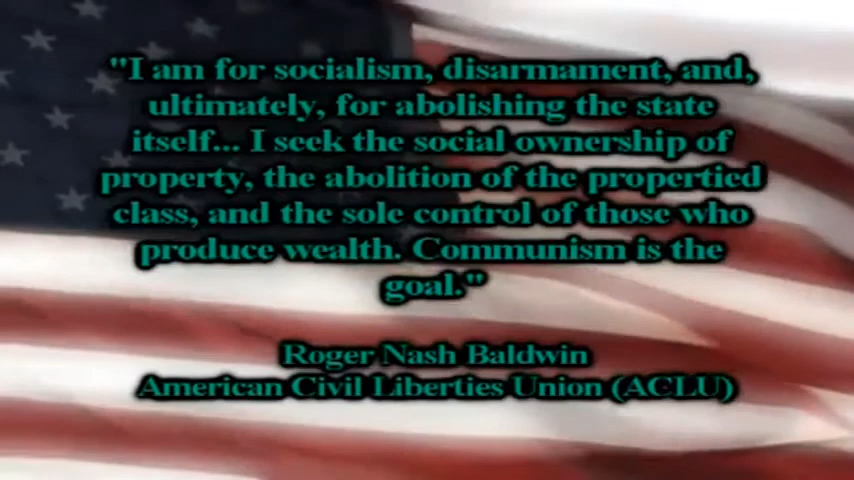 "I am for socialism, disarmament, and,
ultimately, for abolishing the state
itself... I seek the social ownership of
property, the abolition of the propertied
class, and the sole control of those who
produce wealth. Communism is the
goal."
Roger Nash Baldwin
American Civil Liberties Union (ACLU)